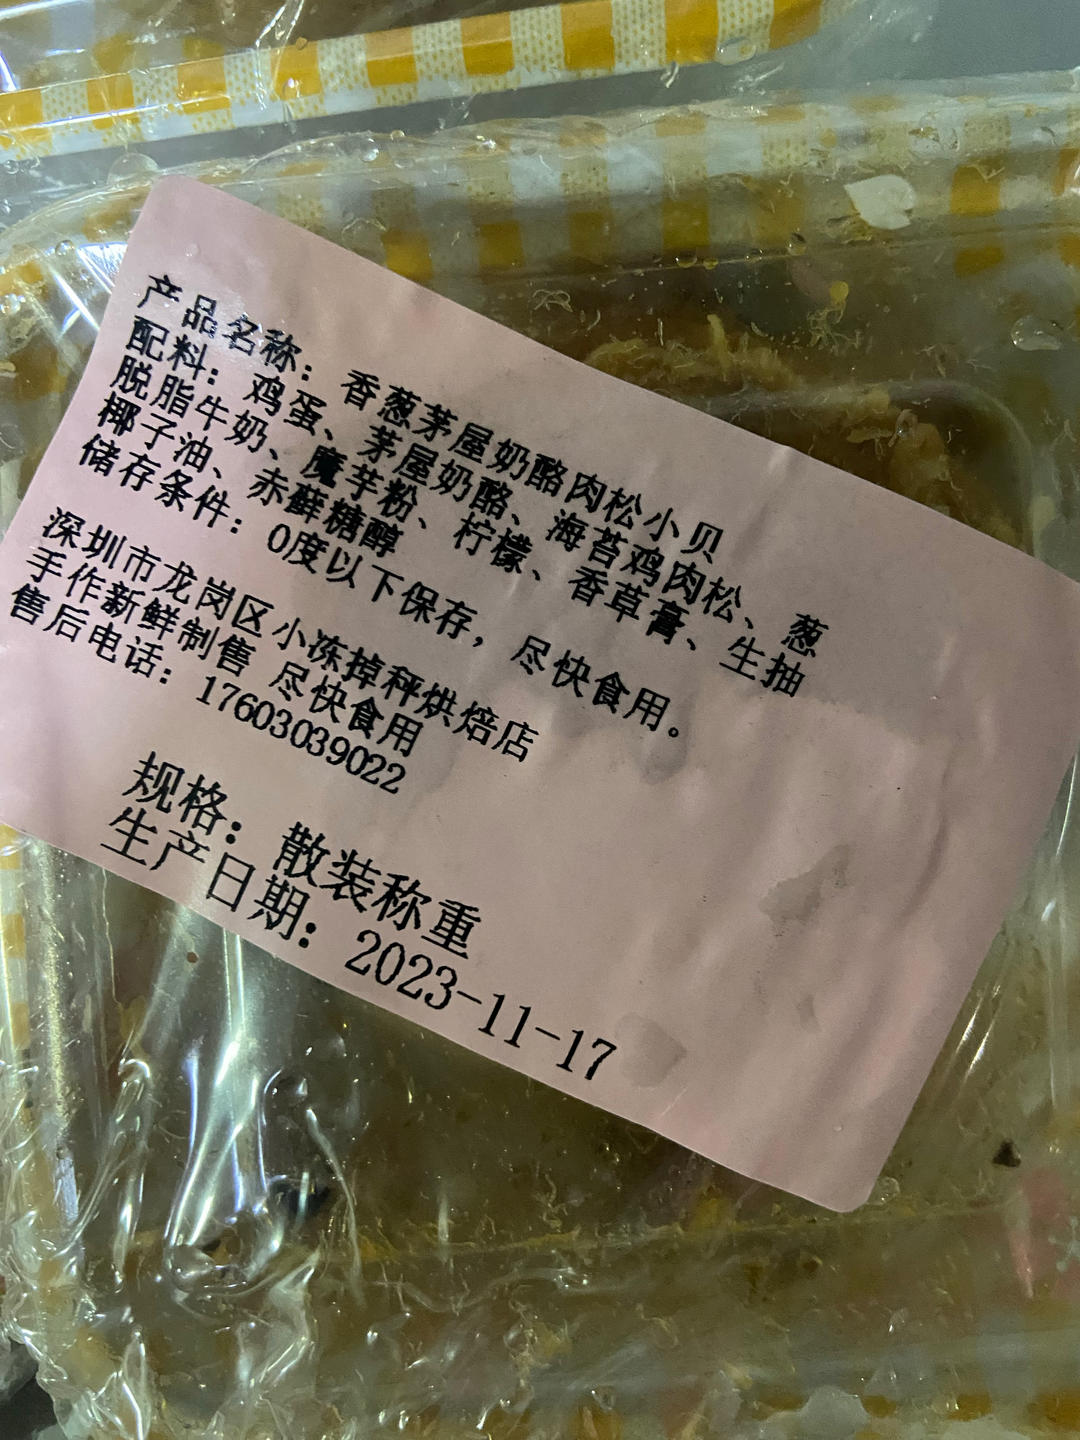 产品名称：香葱茅屋奶酪肉松小贝
配料：鸡蛋、茅屋奶酪、海苔鸡肉松、葱
脱脂牛奶、魔芋粉、柠檬、香草膏、生抽
椰子油、赤藓糖醇
储存条件：0度以下保存，尽快食用。
深圳市龙岗区小冻掉秤烘焙店
手作新鲜制售 尽快食用
售后电话：17603039022
规格：散装称重
生产日期：2023-11-17